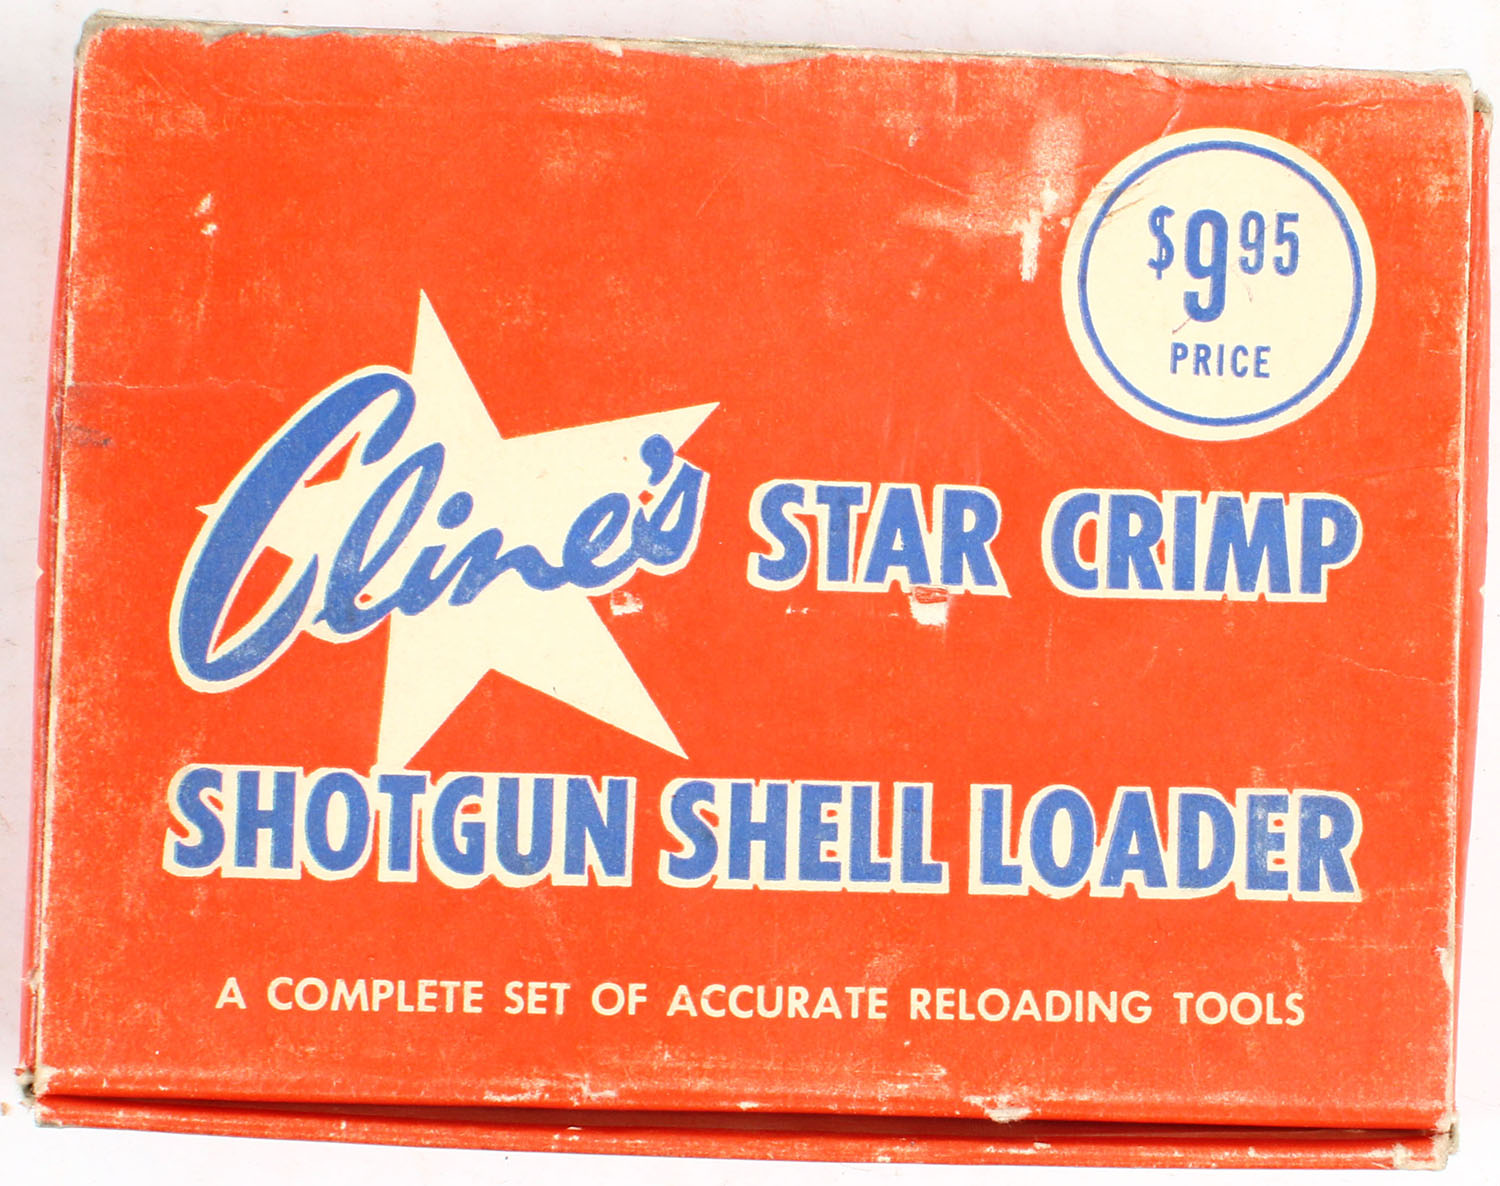 $9.95
PRICE
Cline's STAR CRIMP
SHOTGUN SHELL LOADER
A COMPLETE SET OF ACCURATE RELOADING TOOLS